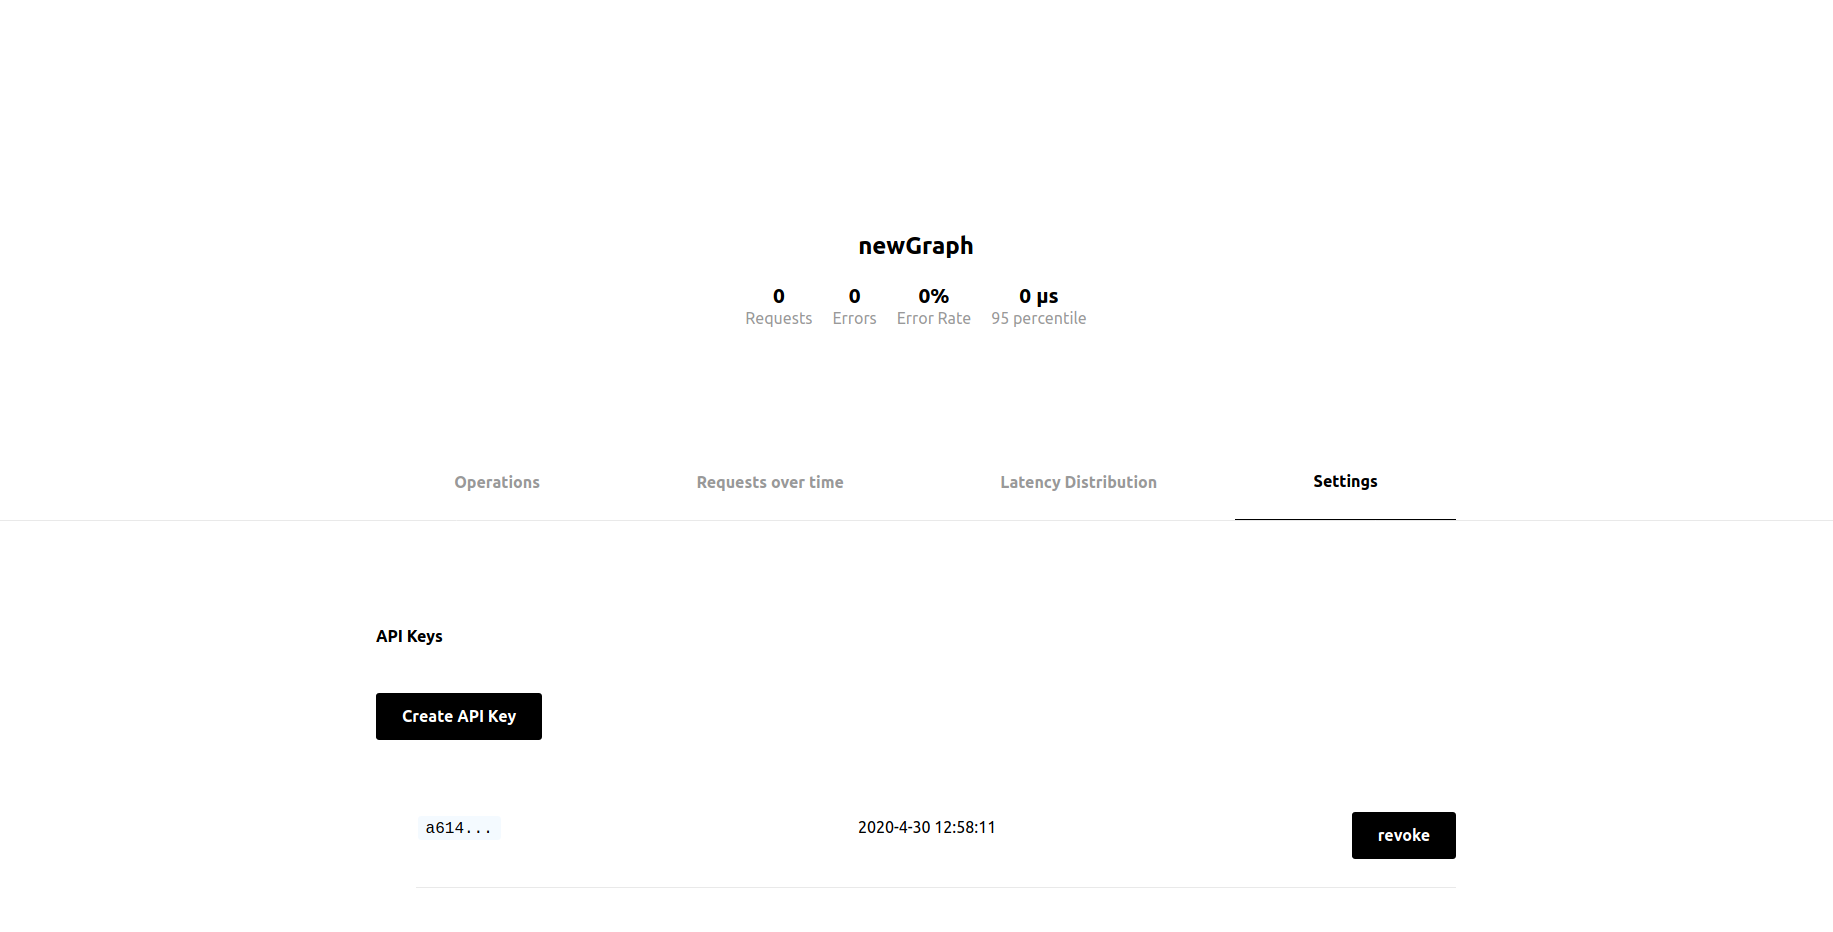 newGraph
0 0 0% 0 µs
Requests Errors Error Rate 95 percentile
Operations Requests over time Latency Distribution Settings
API Keys
Create API Key
a614... 2020-4-30 12:58:11 revoke